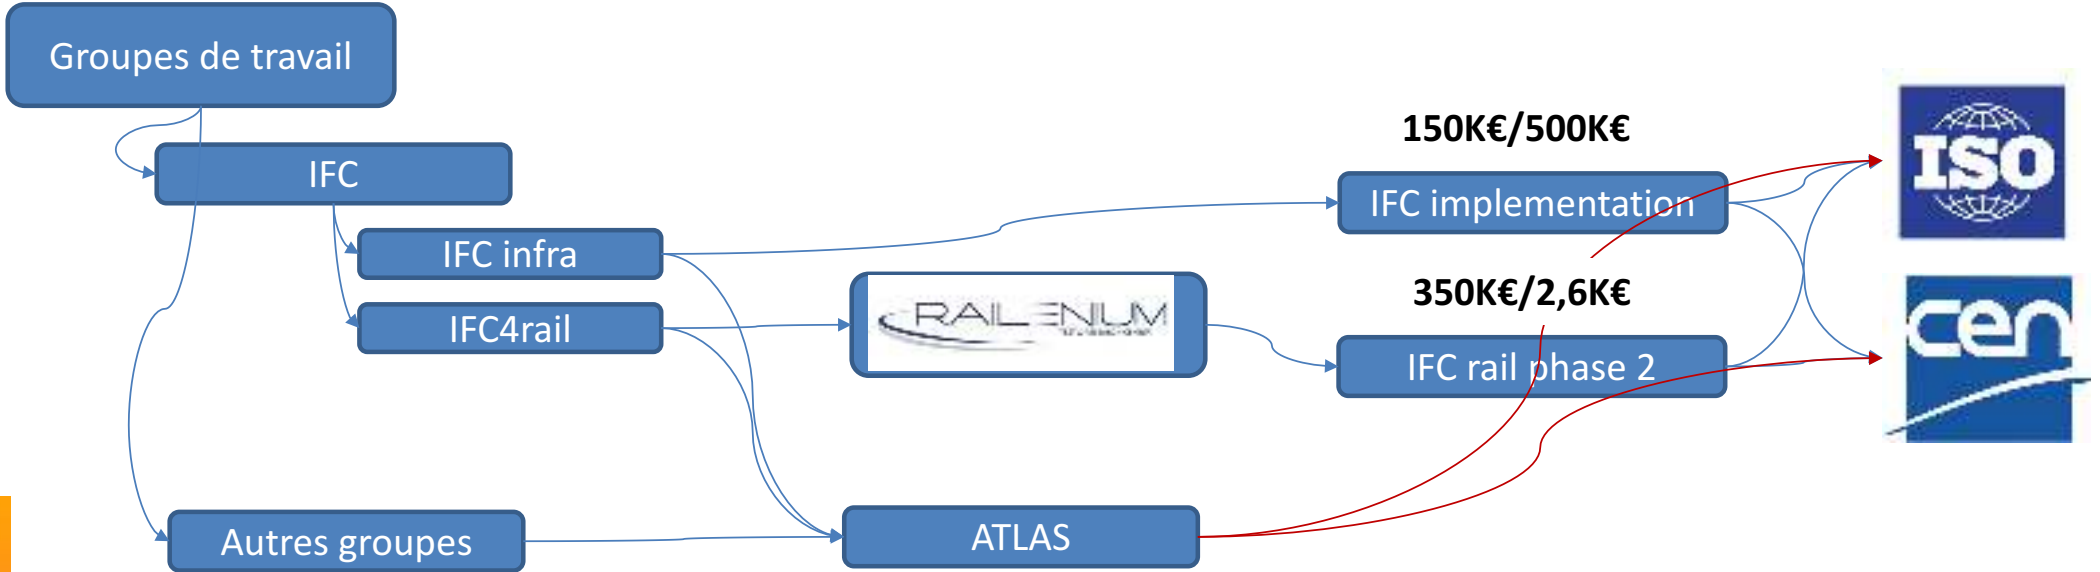 Groupes de travail
IFC
IFC infra
IFC4rail
Autres groupes
RAILENIUM
ATLAS
150K€/500K€
IFC implementation
350K€/2,6K€
IFC rail phase 2
ISO
cen